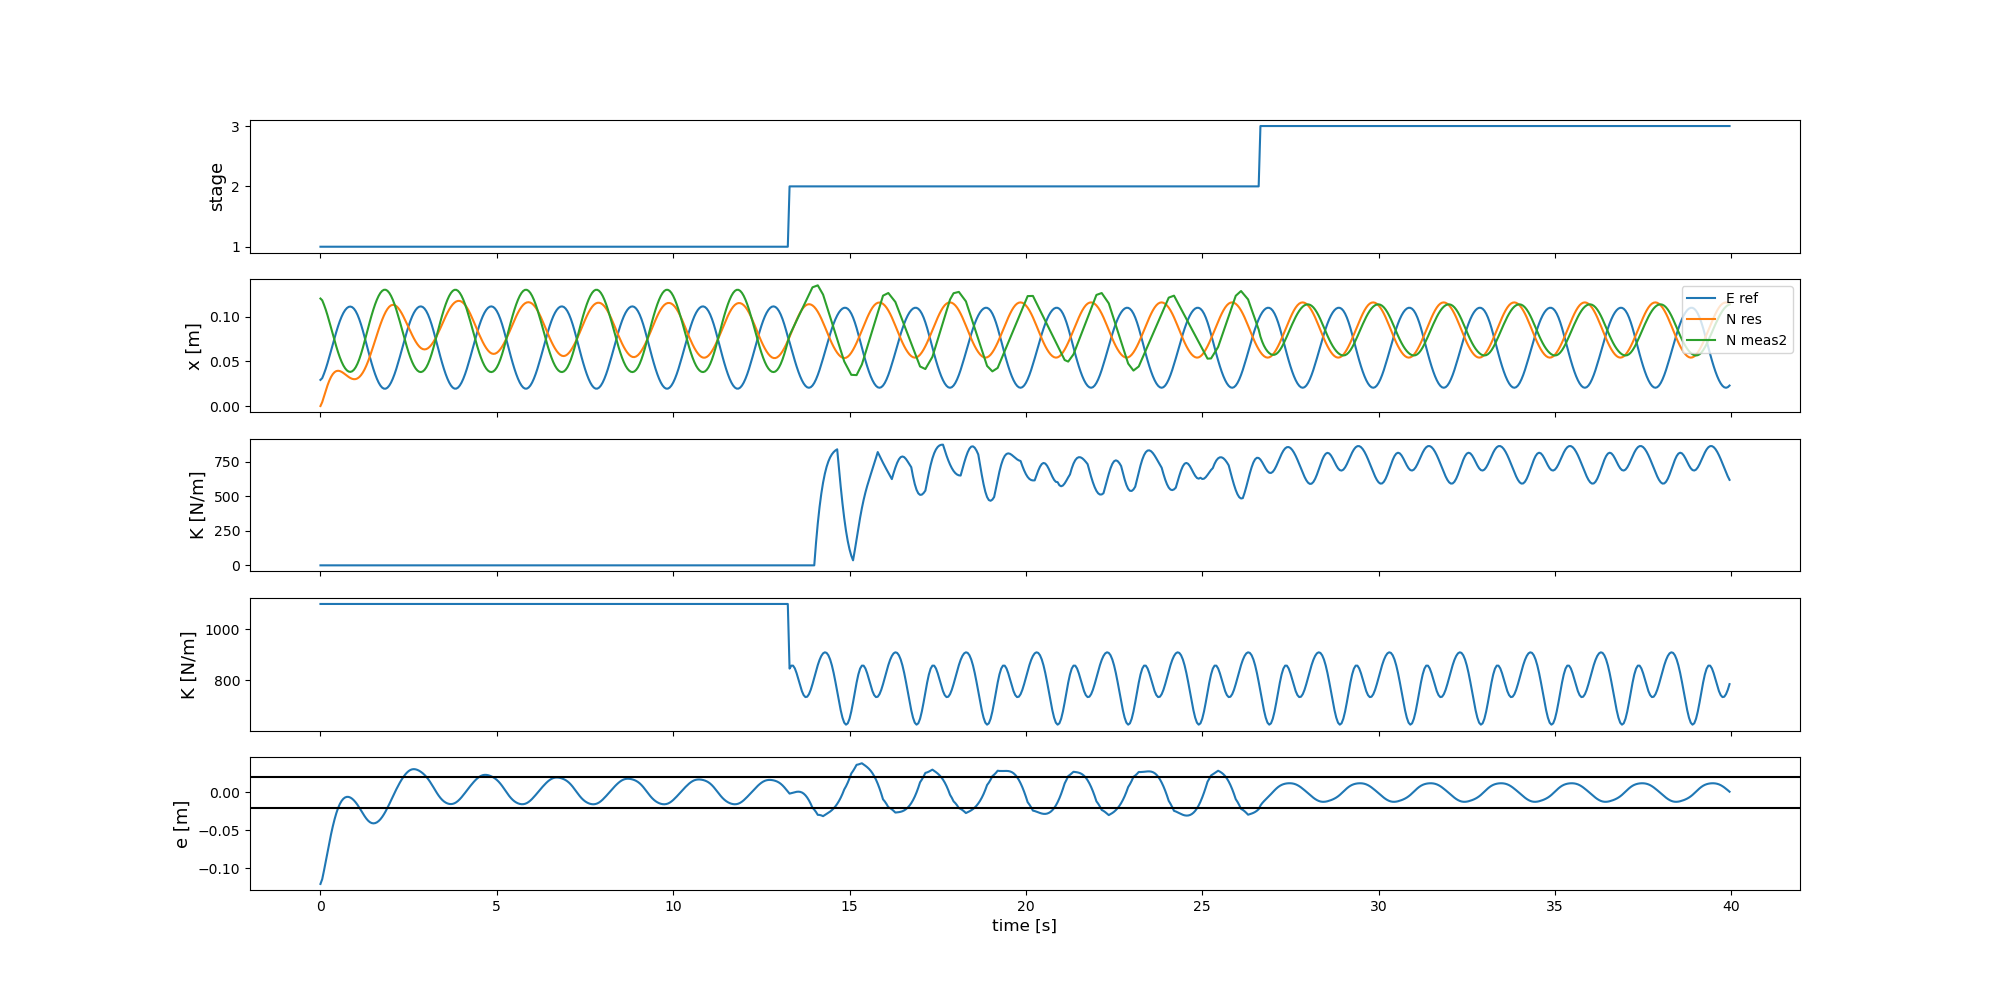 3
2
1
stage
0.10
0.05
0.00
x [m]
E ref
N res
N meas2
750
500
250
0
K [N/m]
1000
800
K [N/m]
0.00
−0.05
−0.10
e [m]
0 5 10 15 20 25 30 35 40
time [s]